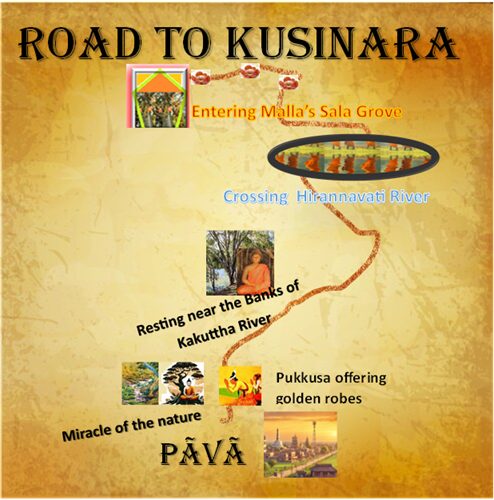 ROAD TO KUSINARA
Entering Malla's Sala Grove
Crossing Hirannavati River
Resting near the Banks of
Kakuttha River
Pukkusa offering
golden robes
Miracle of the nature
PÃVÃ